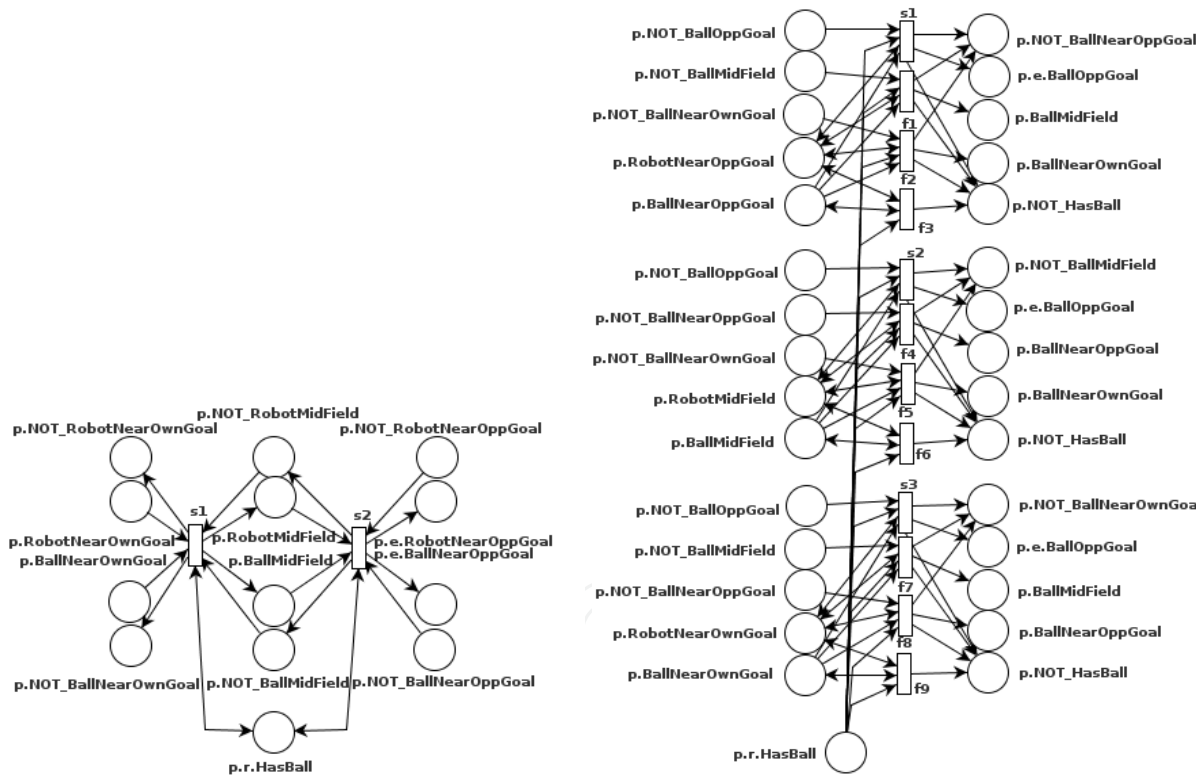 p.NOT_RobotMidField
p.NOT_RobotNearOwnGoal
p.NOT_RobotNearOppGoal
s1
s2
p.RobotNearOwnGoal
p.RobotMidField
p.e.RobotNearOppGoal
p.BallNearOwnGoal
p.BallMidField
p.e.BallNearOppGoal
p.NOT_BallNearOwnGoal
p.NOT_BallMidField
p.NOT_BallNearOppGoal
p.r.HasBall
s1
p.NOT_BallOppGoal
p.NOT_BallNearOppGoal
p.NOT_BallMidField
p.e.BallOppGoal
p.NOT_BallNearOwnGoal
f1
p.BallMidField
p.RobotNearOppGoal
f2
p.BallNearOwnGoal
p.BallNearOppGoal
f3
p.NOT_HasBall
s2
p.NOT_BallOppGoal
p.NOT_BallMidField
p.NOT_BallNearOppGoal
p.e.BallOppGoal
p.NOT_BallNearOwnGoal
f4
p.BallNearOppGoal
p.RobotMidField
f5
p.BallNearOwnGoal
p.BallMidField
f6
p.NOT_HasBall
s3
p.NOT_BallOppGoal
p.NOT_BallNearOwnGoa
p.NOT_BallMidField
p.e.BallOppGoal
p.NOT_BallNearOppGoal
f7
p.BallMidField
p.RobotNearOwnGoal
f8
p.BallNearOppGoal
p.BallNearOwnGoal
f9
p.NOT_HasBall
p.r.HasBall